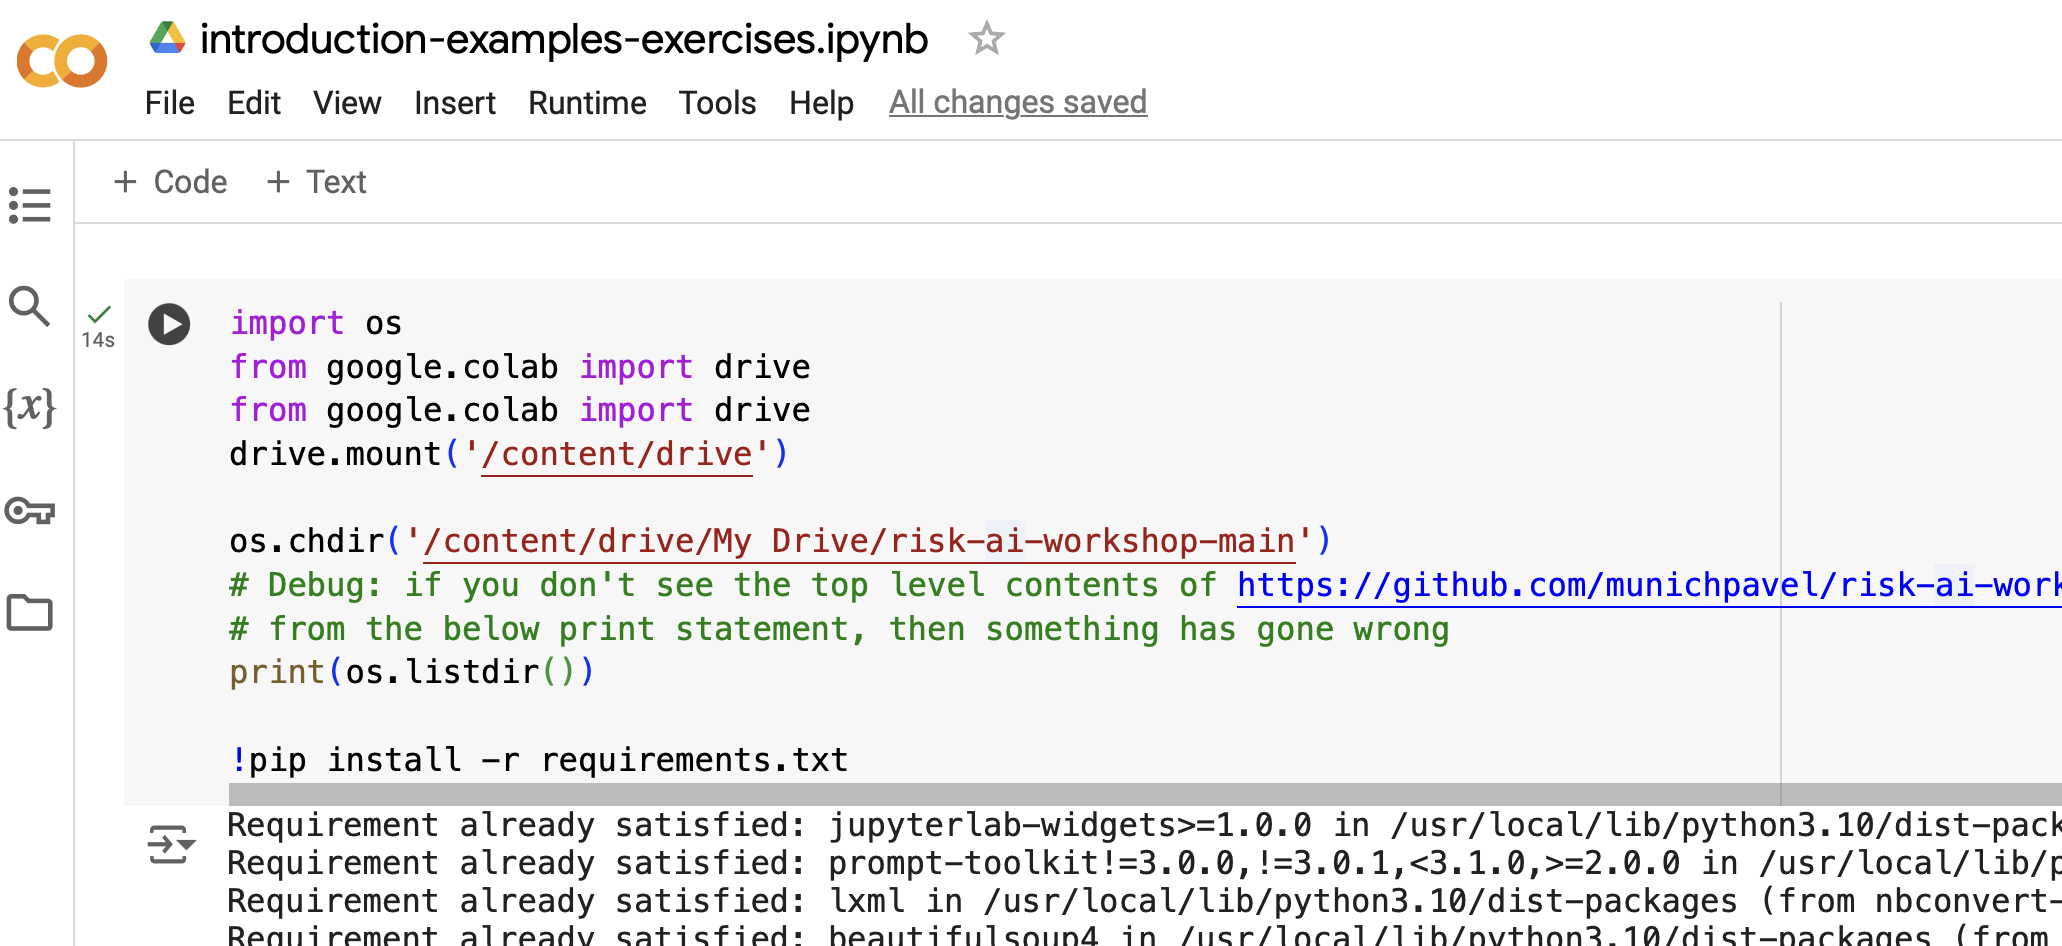 introduction-examples-exercises.ipynb
File Edit View Insert Runtime Tools Help All changes saved
+ Code + Text
{x}
14s
import os
from google.colab import drive
from google.colab import drive
drive.mount('/content/drive')
os.chdir('/content/drive/My Drive/risk-ai-workshop-main')
# Debug: if you don't see the top level contents of https://github.com/munichpavel/risk-ai-work
# from the below print statement, then something has gone wrong
print(os.listdir())
!pip install -r requirements.txt
Requirement already satisfied: jupyterlab-widgets>=1.0.0 in /usr/local/lib/python3.10/dist-pack
Requirement already satisfied: prompt-toolkit!=3.0.0,!=3.0.1,<3.1.0,>=2.0.0 in /usr/local/lib/p
Requirement already satisfied: lxml in /usr/local/lib/python3.10/dist-packages (from nbconvert-
Requirement already satisfied: beautifulsoup4 in /usr/local/lib/python3.10/dist-packages (from